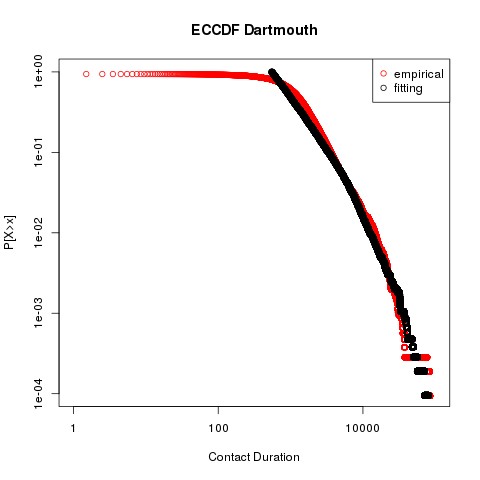 ECCDF Dartmouth
empirical
fitting
P[X>x]
1e+00
1e-01
1e-02
1e-03
1e-04
1 100 10000
Contact Duration